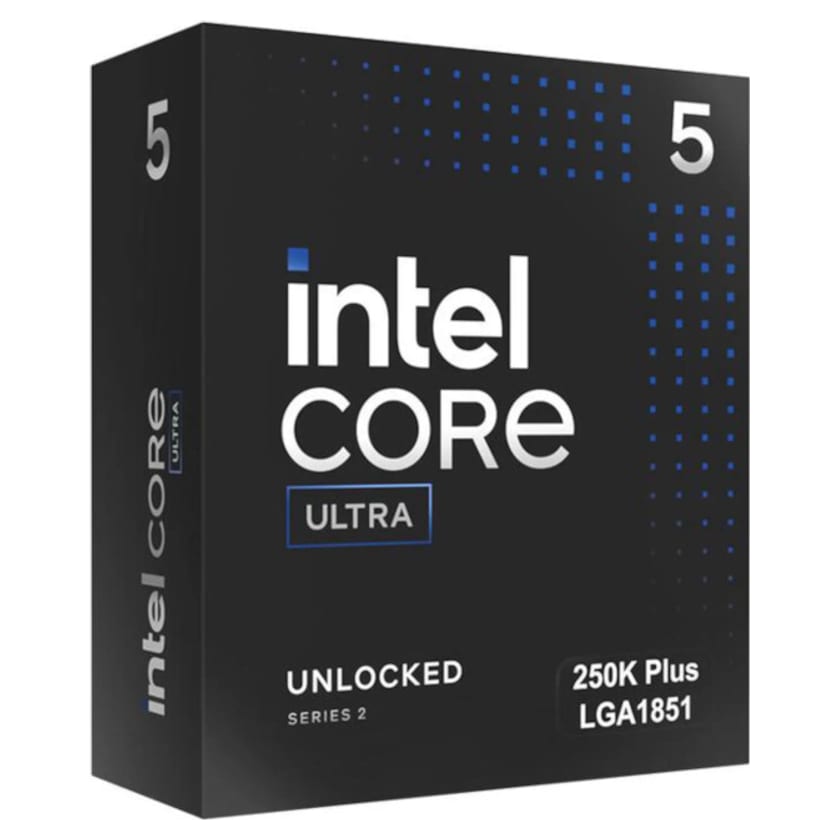 5
intel CORE
ULTRA
5
intel
CORE
ULTRA
UNLOCKED
SERIES 2
250K Plus
LGA1851